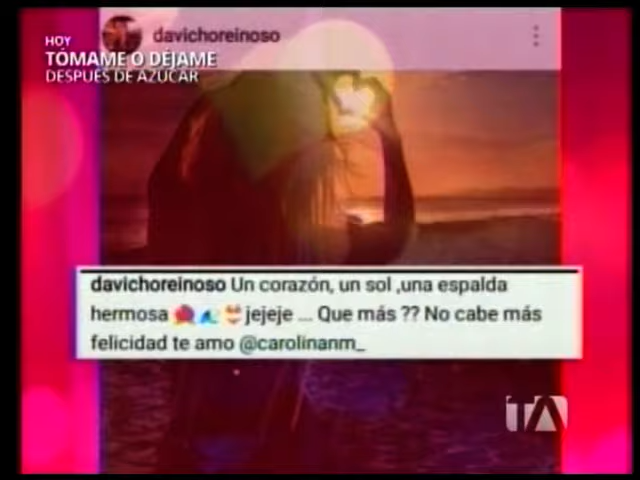 HOY
TÓMAME O DÉJAME
DESPUÉS DE AZÚCAR
davichoreinoso
davichoreinoso Un corazón, un sol ,una espalda
hermosa jejeje ... Que más ?? No cabe más
felicidad te amo @carolinanm_
TA